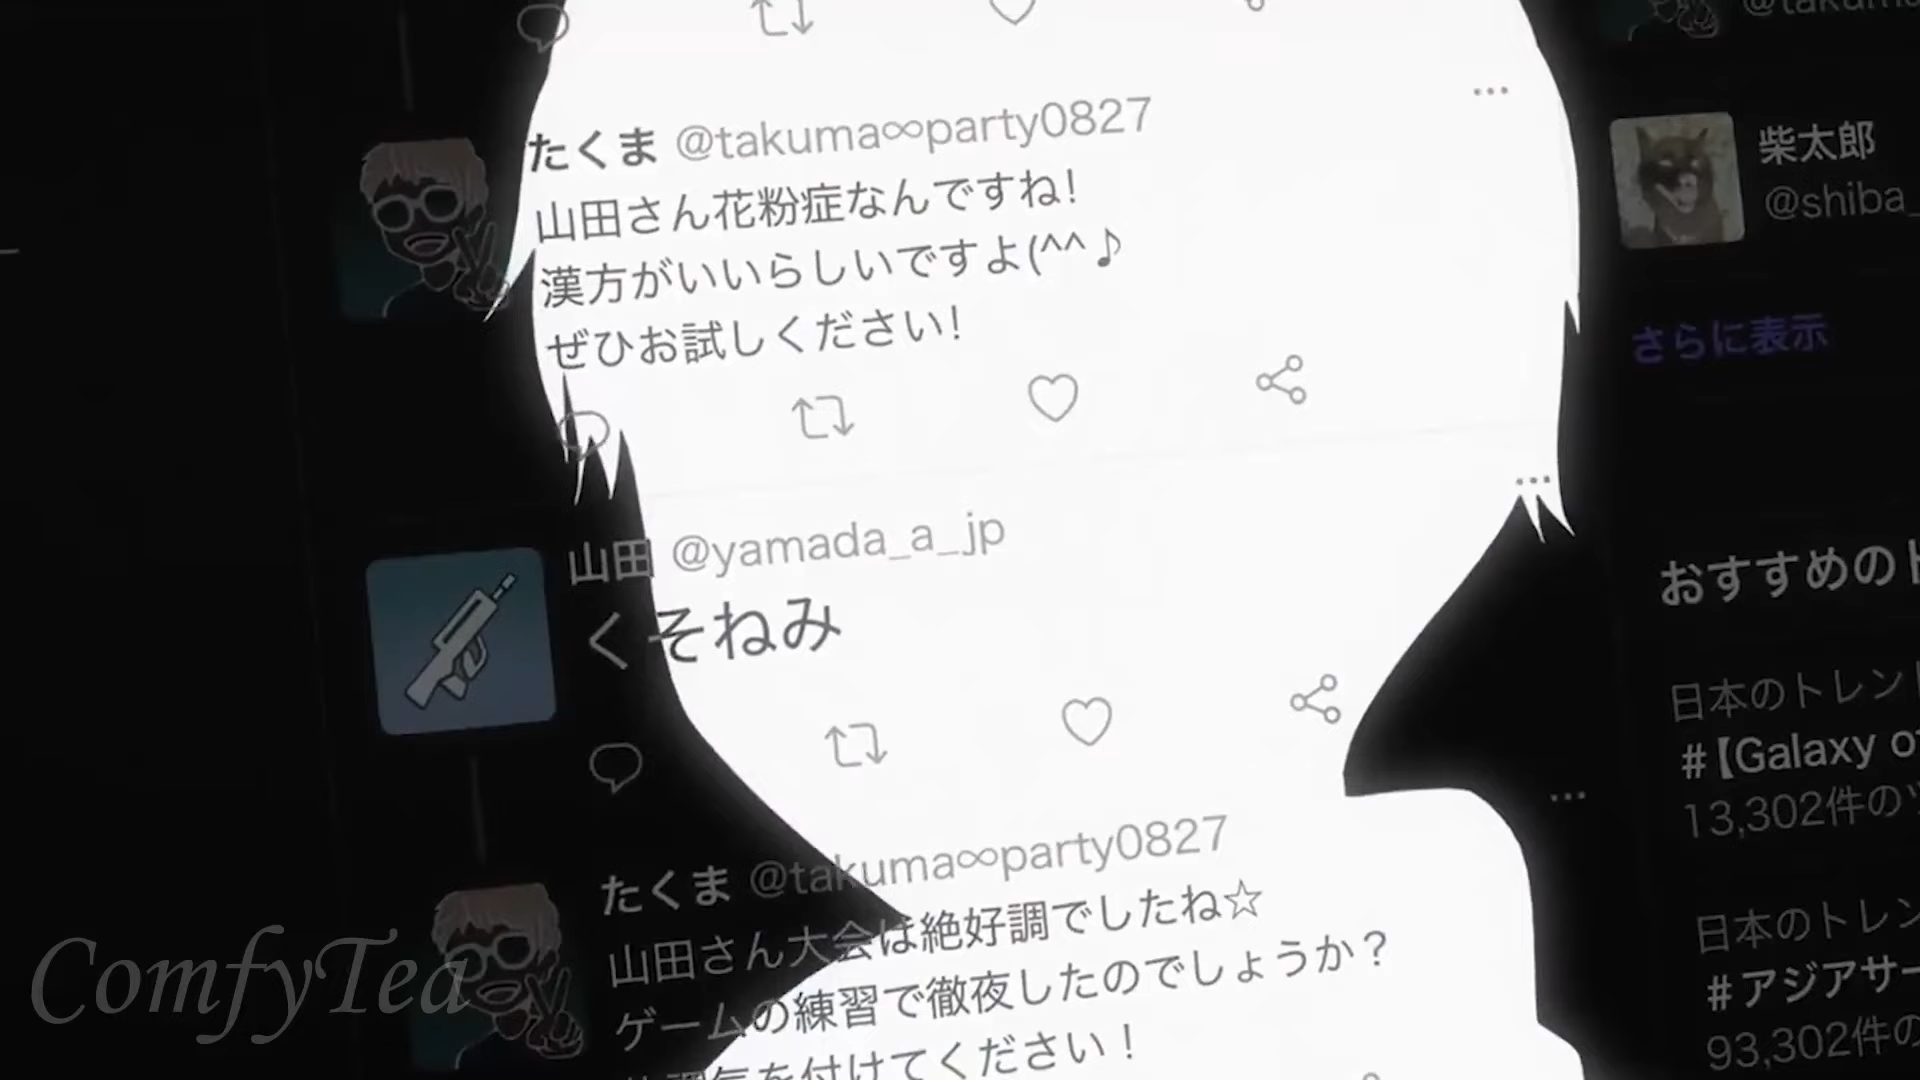 たくま @takuma∞party0827
山田さん花粉症なんですね!
漢方がいいらしいですよ(^^♪
ぜひお試しください!
山田 @yamada_a_jp
くそねみ
たくま @takuma∞party0827
山田さん大会は絶好調でしたね☆
ゲームの練習で徹夜したのでしょうか?
気を付けてください!
柴太郎
@shiba_
さらに表示
おすすめのト
日本のトレンド
#【Galaxy o
13,302件の
日本のトレン
#アジアサー
93,302件の
ComfyTea